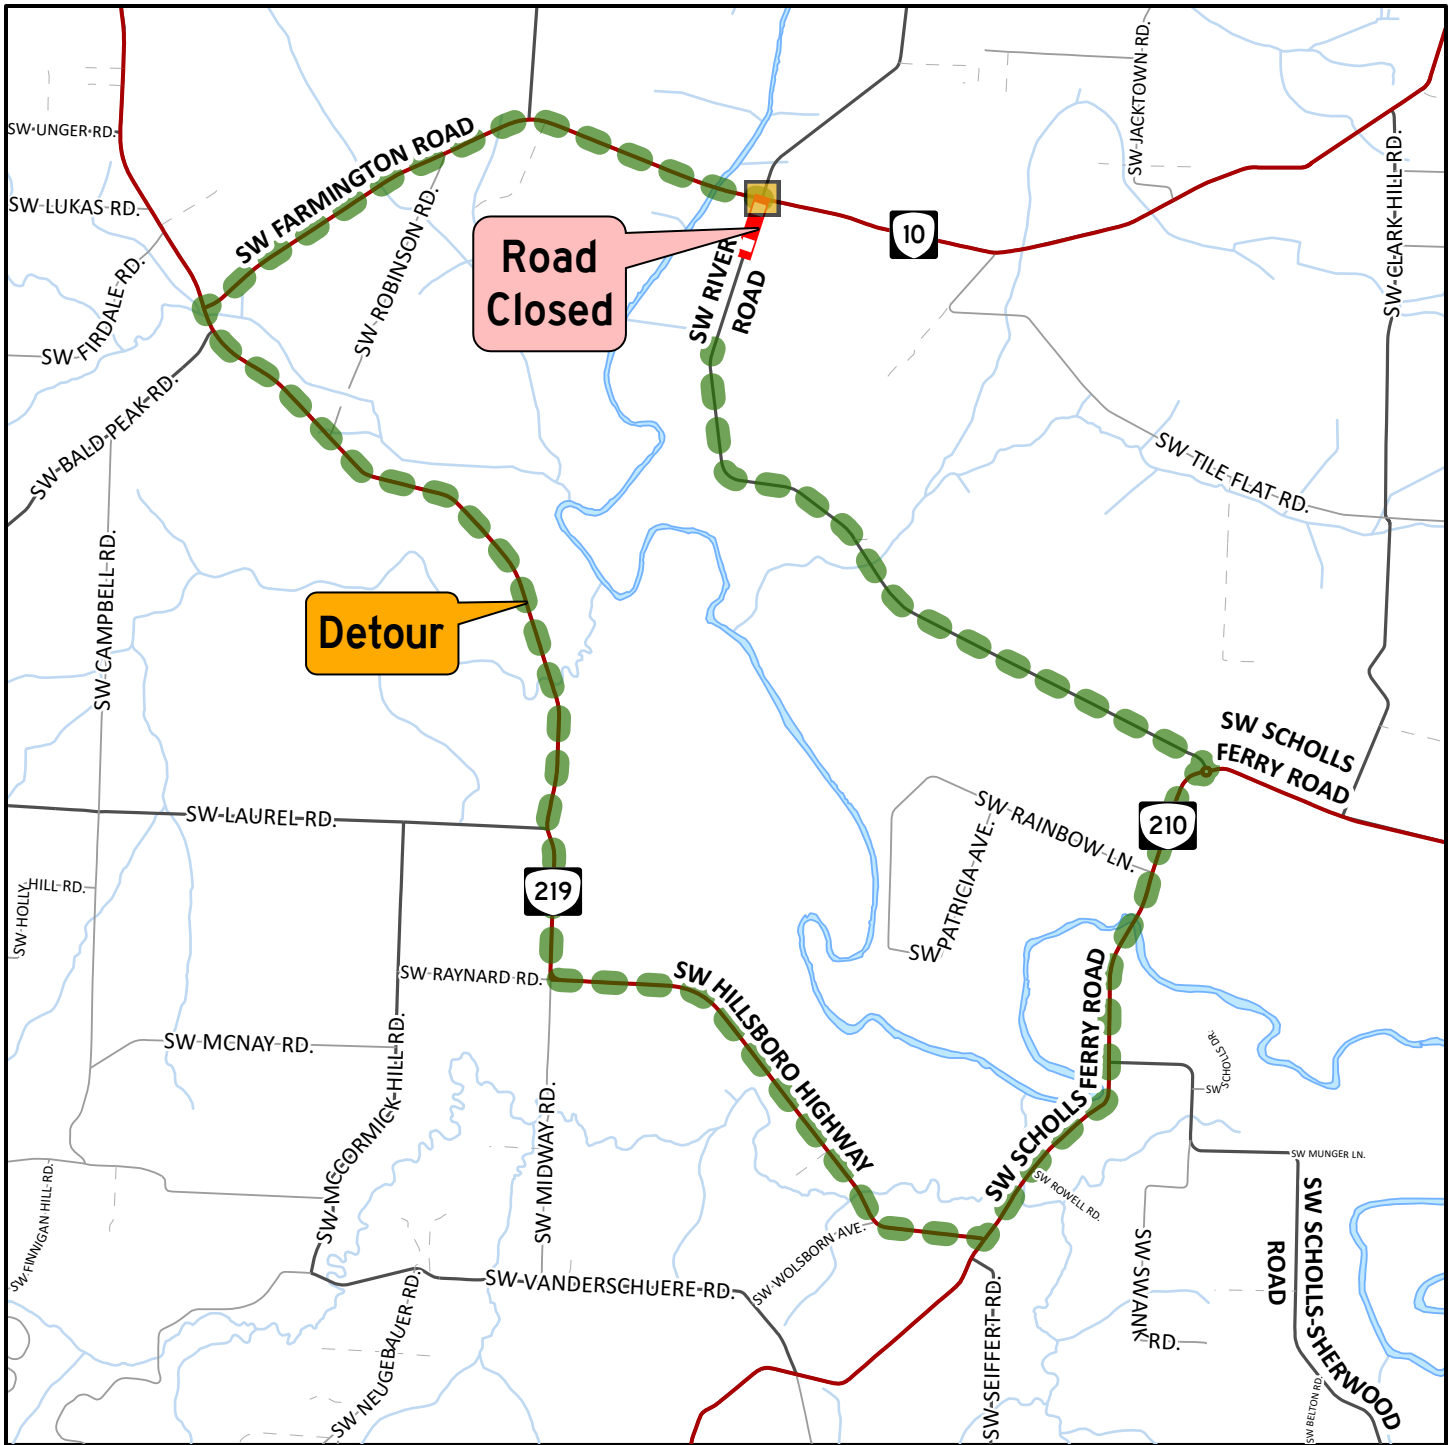 SW UNGER RD.
SW LUKAS RD.
SW FIRDALE RD.
SW BALD PEAK RD.
SW FARMINGTON ROAD
SW ROBINSON RD.
Road
Closed
SW RIVER
ROAD
10
SW JACKTOWN RD.
SW CLARK HILL RD.
SW TILE FLAT RD.
SW CAMPBELL RD.
Detour
SW SCHOLLS
FERRY ROAD
210
SW LAUREL RD.
SW RAINBOW LN.
SW PATRICIA AVE.
SW HOLLY
HILL RD.
219
SW RAYNARD RD.
SW HILLSBORO HIGHWAY
SW SCHOLLS FERRY ROAD
SW MCNAY RD.
SW MCCORMICK HILL RD.
SW MIDWAY RD.
SW
SCHOLLS DR.
SW MUNGER LN.
SW ROWELL RD.
SW FINNIGAN HILL RD.
SW WOLSBORN AVE.
SW VANDERSCHUERE RD.
SW NEUGEBAUER RD.
SW SEIFFERT RD.
SW SWANK
RD.
SW SCHOLLS-SHERWOOD
ROAD
SW BELTON RD.